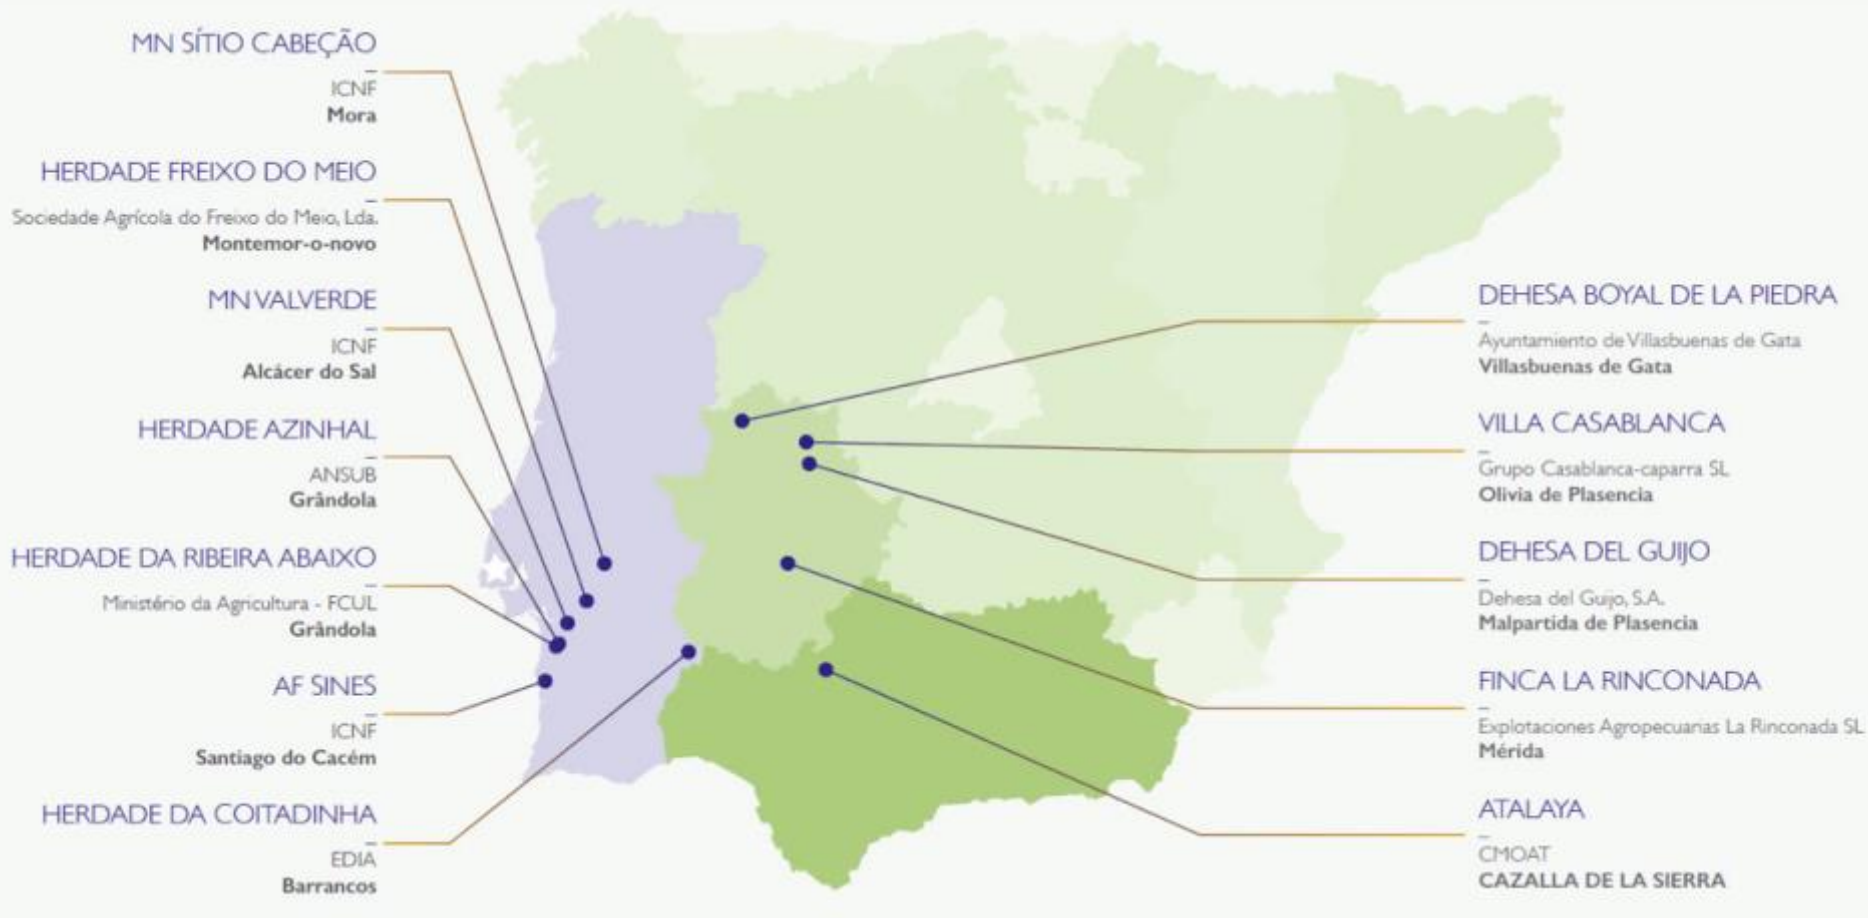 MN SÍTIO CABEÇÃO
ICNF
Mora
HERDADE FREIXO DO MEIO
Sociedade Agrícola do Freixo do Meio, Lda.
Montemor-o-novo
MN VALVERDE
ICNF
Alcácer do Sal
HERDADE AZINHAL
ANSUB
Grândola
HERDADE DA RIBEIRA ABAIXO
Ministério da Agricultura - FCUL
Grândola
AF SINES
ICNF
Santiago do Cacém
HERDADE DA COITADINHA
EDIA
Barrancos
DEHESA BOYAL DE LA PIEDRA
Ayuntamiento de Villasbuenas de Gata
Villasbuenas de Gata
VILLA CASABLANCA
Grupo Casablanca-caparra SL
Olivia de Plasencia
DEHESA DEL GUIJO
Dehesa del Guijo, S.A.
Malpartida de Plasencia
FINCA LA RINCONADA
Explotaciones Agropecuarias La Rinconada SL
Mérida
ATALAYA
CMOAT
CAZALLA DE LA SIERRA